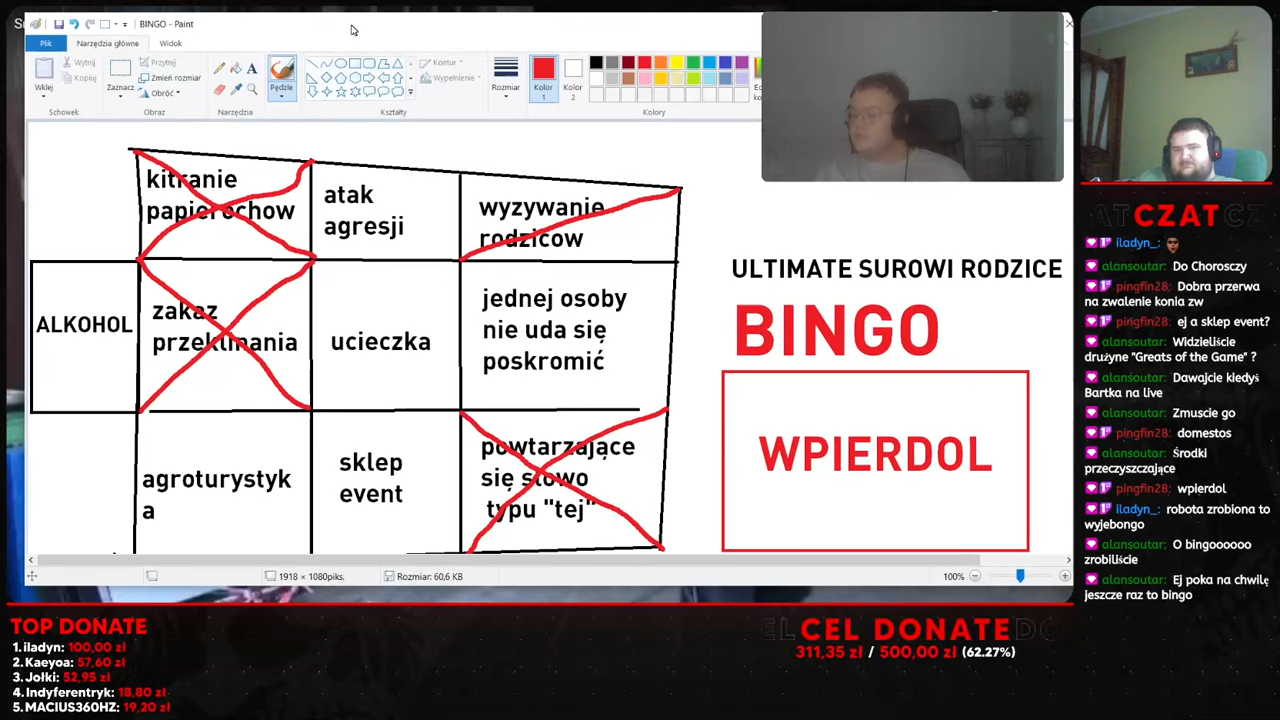 BINGO - Paint
Plik
Narzędzia główne
Widok
Wklej
Wytnij
Kopiuj
Schowek
Zaznacz
Przytnij
Zmień rozmiar
Obróć
Obraz
A
Narzędzia
Pędzle
Kształty
Kontur
Wypełnienie
Rozmiar
Kolor
1
Kolor
2
Kolory
kitranie
papierochow
atak
agresji
wyzywanie
rodzicow
ALKOHOL
zakaz
przeklinania
ucieczka
jednej osoby
nie uda się
poskromić
agroturystyk
a
sklep
event
powtarzające
się słowo
typu "tej"
ULTIMATE SUROWI RODZICE
BINGO
WPIERDOL
1918 × 1080piks.
Rozmiar: 60,6 KB
100%
CZAT
iladyn_:
alansoutar: Do Choroszcy
pingfin28: Dobra przerwa
na zwalenie konia zw
pingfin28: ej a sklep event?
alansoutar: Widzieliście
drużyne "Greats of the Game" ?
alansoutar: Dawajcie kiedyś
Bartka na live
alansoutar: Zmuscie go
pingfin28: domestos
alansoutar: Środki
przeczyszczające
pingfin28: wpierdol
iladyn_: robota zrobiona to
wyjebongo
alansoutar: O bingoooooo
zrobiliście
alansoutar: Ej poka na chwilę
jeszcze raz to bingo
TOP DONATE
1. iladyn: 100,00 zł
2. Kaeyoa: 57,60 zł
3. Jołki: 52,95 zł
4. Indyferentryk: 18,80 zł
5. MACIUS360HZ: 19,20 zł
CEL DONATE
311,35 zł / 500,00 zł (62.27%)